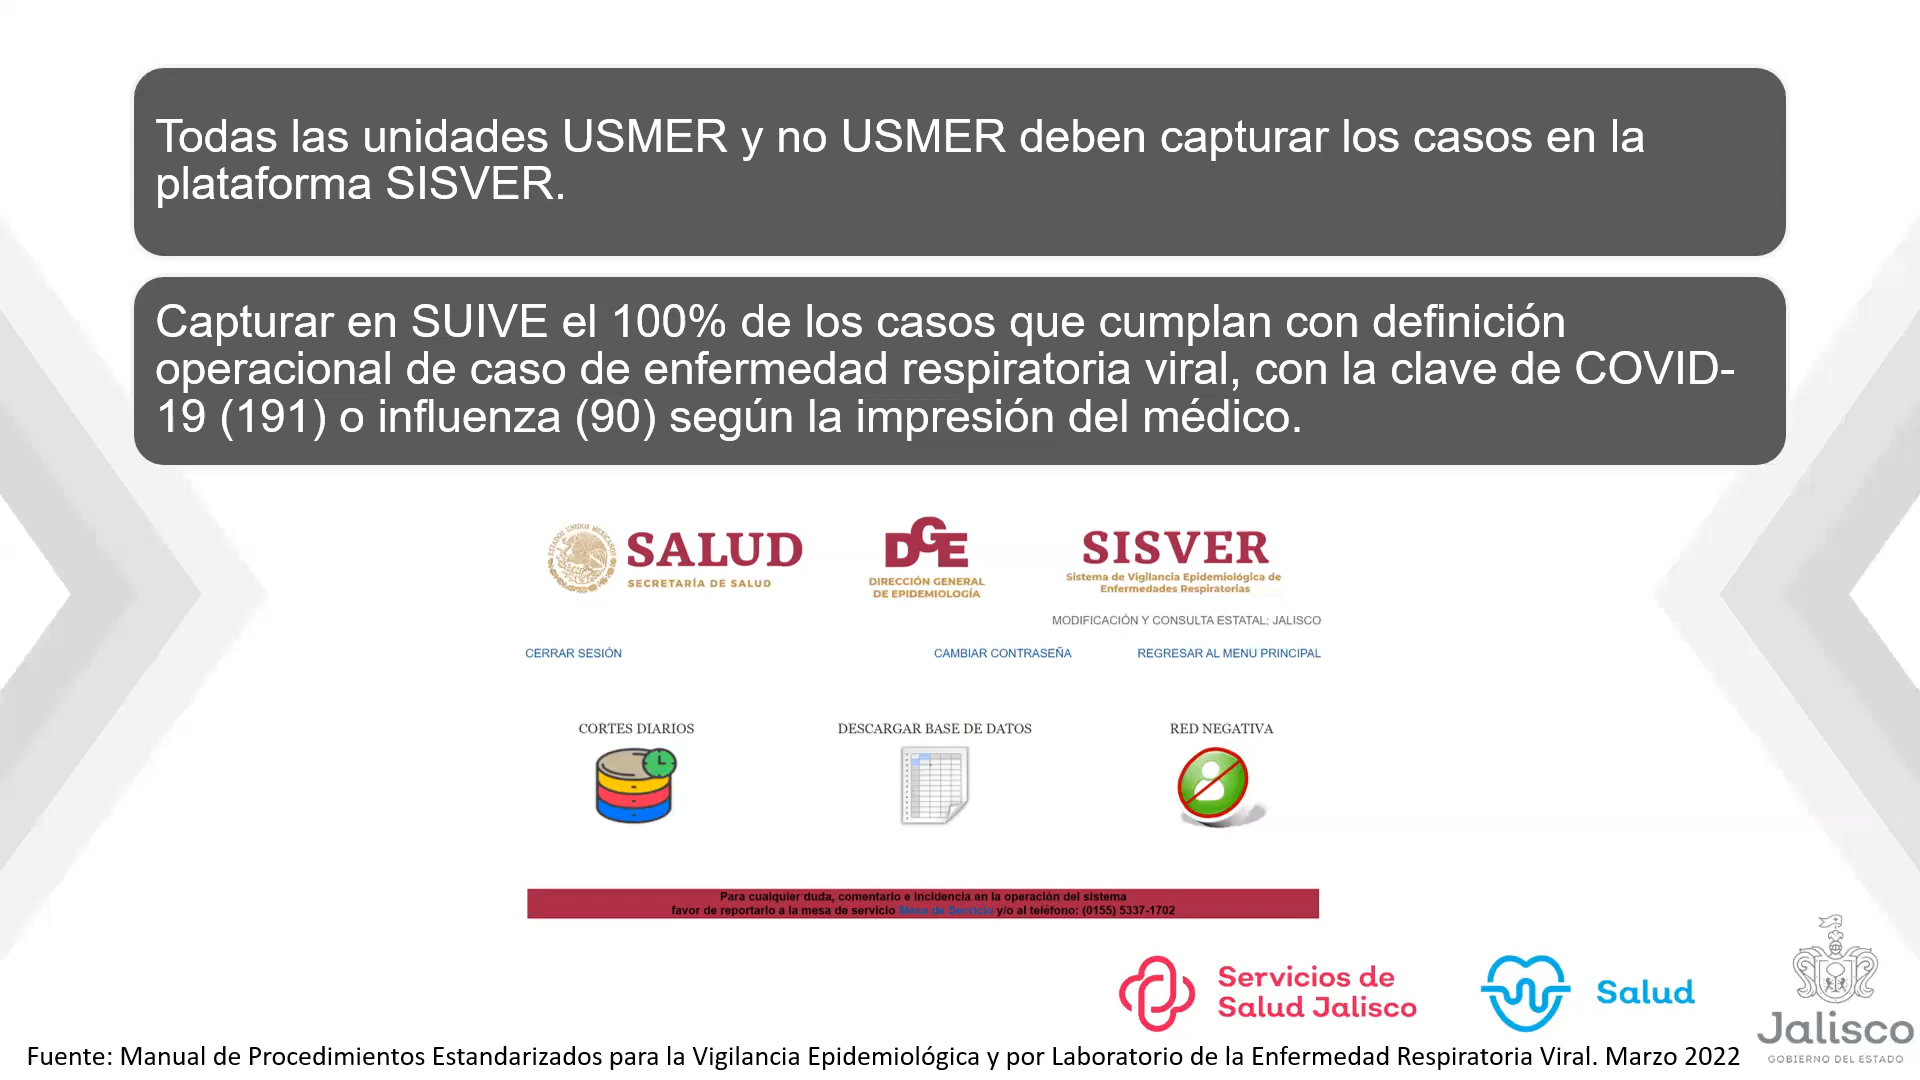 Todas las unidades USMER y no USMER deben capturar los casos en la
plataforma SISVER.
Capturar en SUIVE el 100% de los casos que cumplan con definición
operacional de caso de enfermedad respiratoria viral, con la clave de COVID-
19 (191) o influenza (90) según la impresión del médico.
ESTADOS UNIDOS MEXICANOS
SALUD
SECRETARÍA DE SALUD
DGE
DIRECCIÓN GENERAL
DE EPIDEMIOLOGÍA
SISVER
Sistema de Vigilancia Epidemiológica de
Enfermedades Respiratorias
MODIFICACIÓN Y CONSULTA ESTATAL: JALISCO
CERRAR SESIÓN
CAMBIAR CONTRASEÑA
REGRESAR AL MENU PRINCIPAL
CORTES DIARIOS
DESCARGAR BASE DE DATOS
RED NEGATIVA
Para cualquier duda, comentario e incidencia en la operación del sistema
favor de reportarlo a la mesa de servicio Mesa de Servicio y/o al teléfono: (0155) 5337-1702
Servicios de
Salud Jalisco
Salud
Jalisco
GOBIERNO DEL ESTADO
Fuente: Manual de Procedimientos Estandarizados para la Vigilancia Epidemiológica y por Laboratorio de la Enfermedad Respiratoria Viral. Marzo 2022